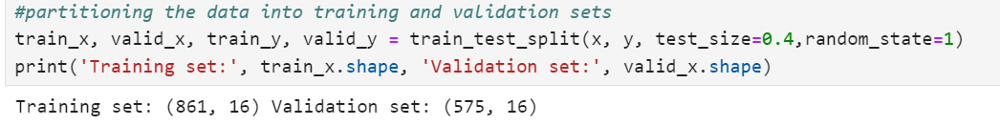 #partitioning the data into training and validation sets
train_x, valid_x, train_y, valid_y = train_test_split(x, y, test_size=0.4,random_state=1)
print('Training set:', train_x.shape, 'Validation set:', valid_x.shape)
Training set: (861, 16) Validation set: (575, 16)